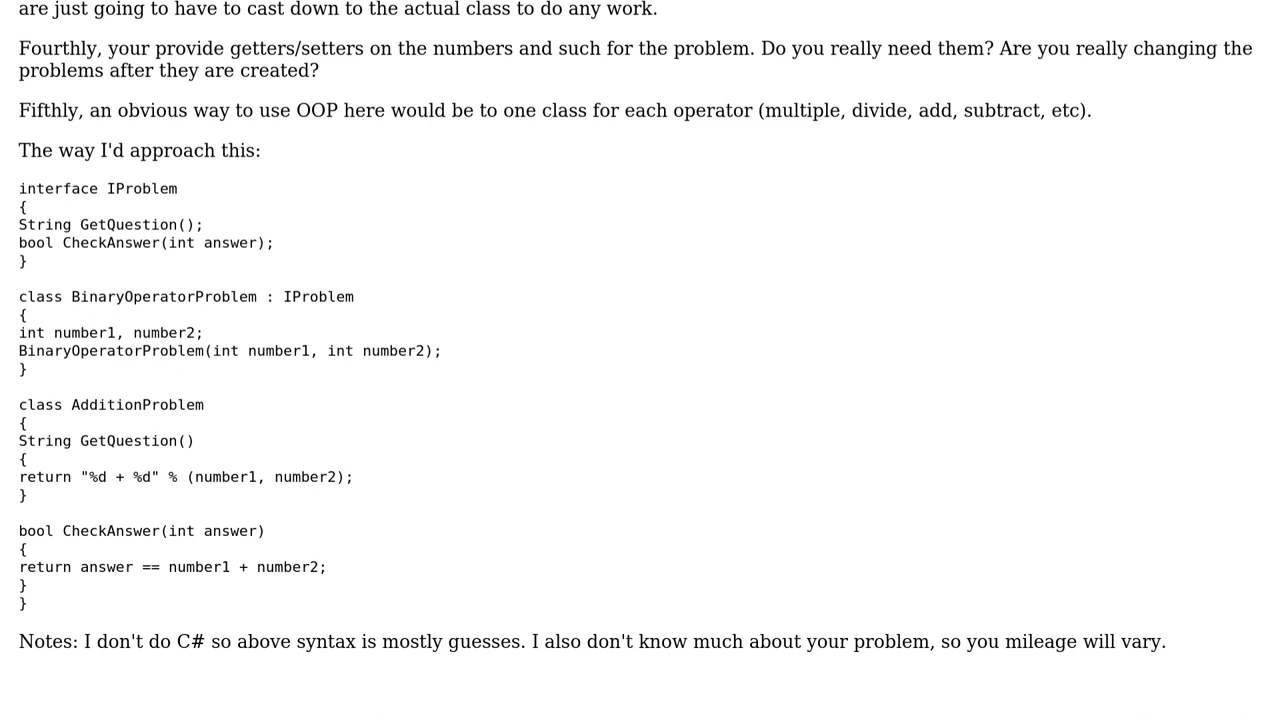 are just going to have to cast down to the actual class to do any work.
Fourthly, your provide getters/setters on the numbers and such for the problem. Do you really need them? Are you really changing the
problems after they are created?
Fifthly, an obvious way to use OOP here would be to one class for each operator (multiple, divide, add, subtract, etc).
The way I'd approach this:
interface IProblem
{
String GetQuestion();
bool CheckAnswer(int answer);
}
class BinaryOperatorProblem : IProblem
{
int number1, number2;
BinaryOperatorProblem(int number1, int number2);
}
class AdditionProblem
{
String GetQuestion()
{
return "%d + %d" % (number1, number2);
}
bool CheckAnswer(int answer)
{
return answer == number1 + number2;
}
}
Notes: I don't do C# so above syntax is mostly guesses. I also don't know much about your problem, so you mileage will vary.